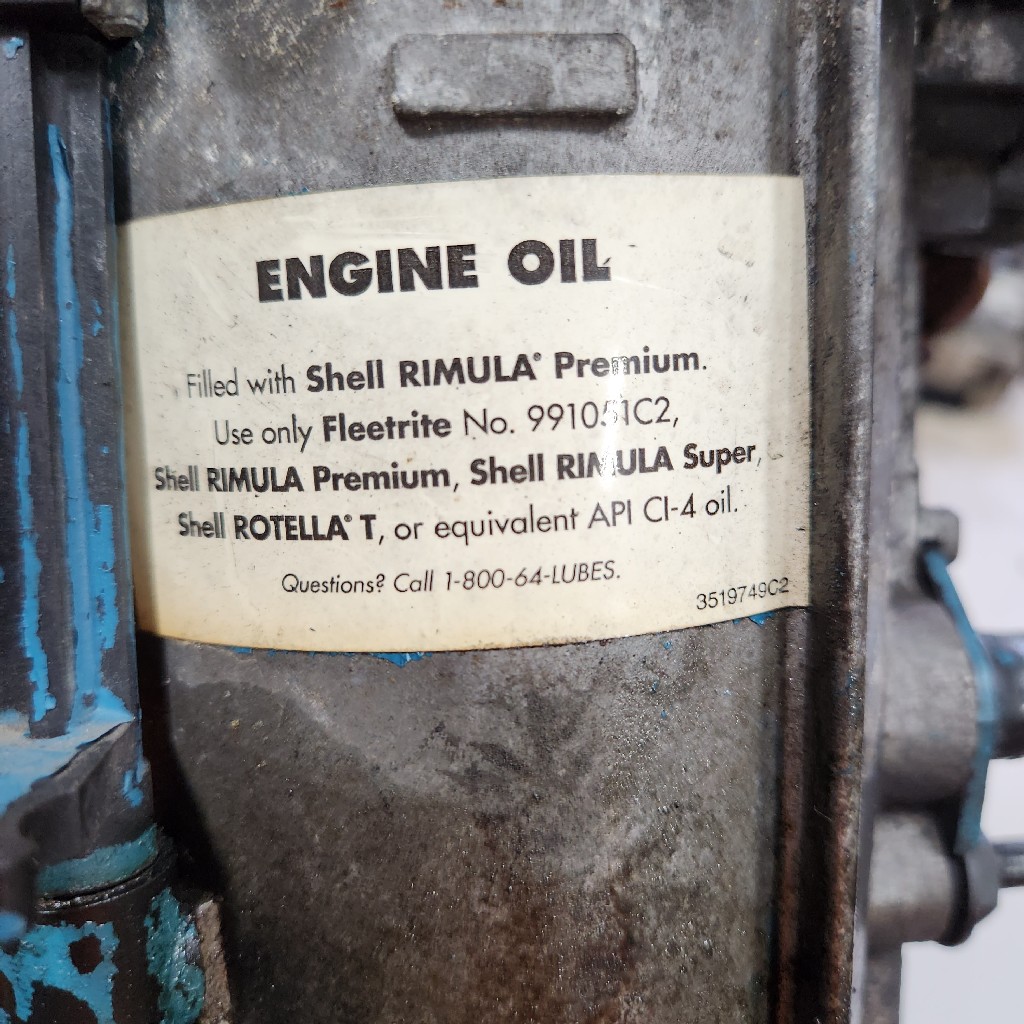 ENGINE OIL
Filled with Shell RIMULA® Premium.
Use only Fleetrite No. 991051C2,
Shell RIMULA Premium, Shell RIMULA Super,
Shell ROTELLA® T, or equivalent API CI-4 oil.
Questions? Call 1-800-64-LUBES.
3519749C2